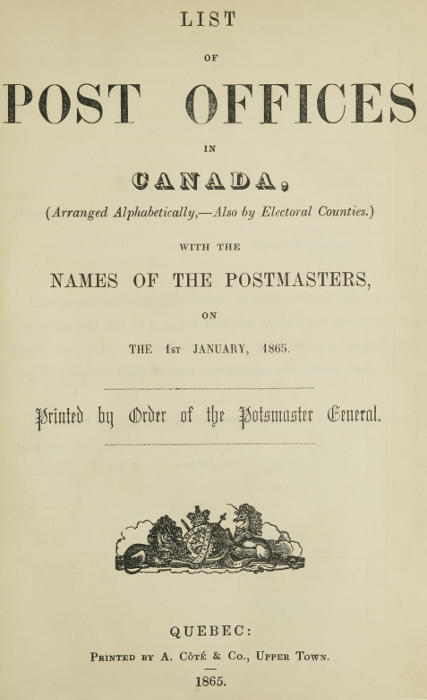 LIST
OF
POST OFFICES
IN
CANADA,
(Arranged Alphabetically,—Also by Electoral Counties.)
WITH THE
NAMES OF THE POSTMASTERS,
ON
THE 1ST JANUARY, 1865.
Printed by Order of the Potsmaster General.
QUEBEC:
PRINTED BY A. CÔTÉ & Co., UPPER TOWN.
1865.